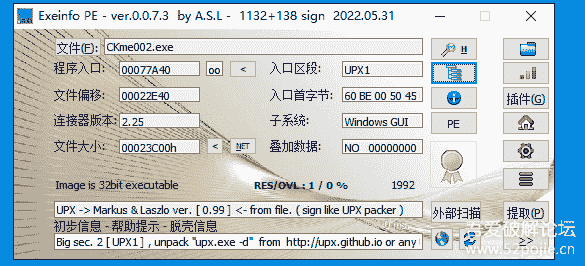 Exeinfo PE - ver.0.0.7.3 by A.S.L - 1132+138 sign 2022.05.31
文件(F): CKme002.exe H
程序入口: 00077A40 oo < 入口区段: UPX1
文件偏移: 00022E40 入口首字节: 60 BE 00 50 45 插件(G)
连接器版本: 2.25 子系统: Windows GUI PE
文件大小: 00023C00h < NET 叠加数据: NO 00000000
Image is 32bit executable RES/OVL : 1 / 0 % 1992
UPX -> Markus & Laszlo ver. [ 0.99 ] <- from file. ( sign like UPX packer ) 外部扫描 提取(P)
初步信息 - 帮助提示 - 脱壳信息
Big sec. 2 [ UPX1 ] , unpack "upx.exe -d" from http://upx.github.io or any >>
吾爱破解论坛
www.52pojie.cn